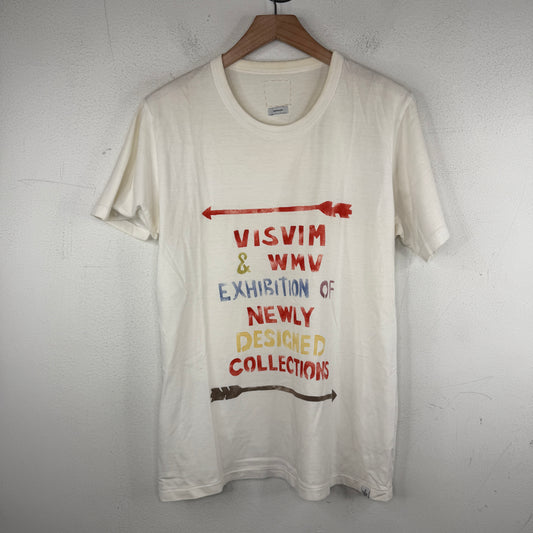 VISVIM
& WMV
EXHIBITION OF
NEWLY
DESIGNED
COLLECTIONS